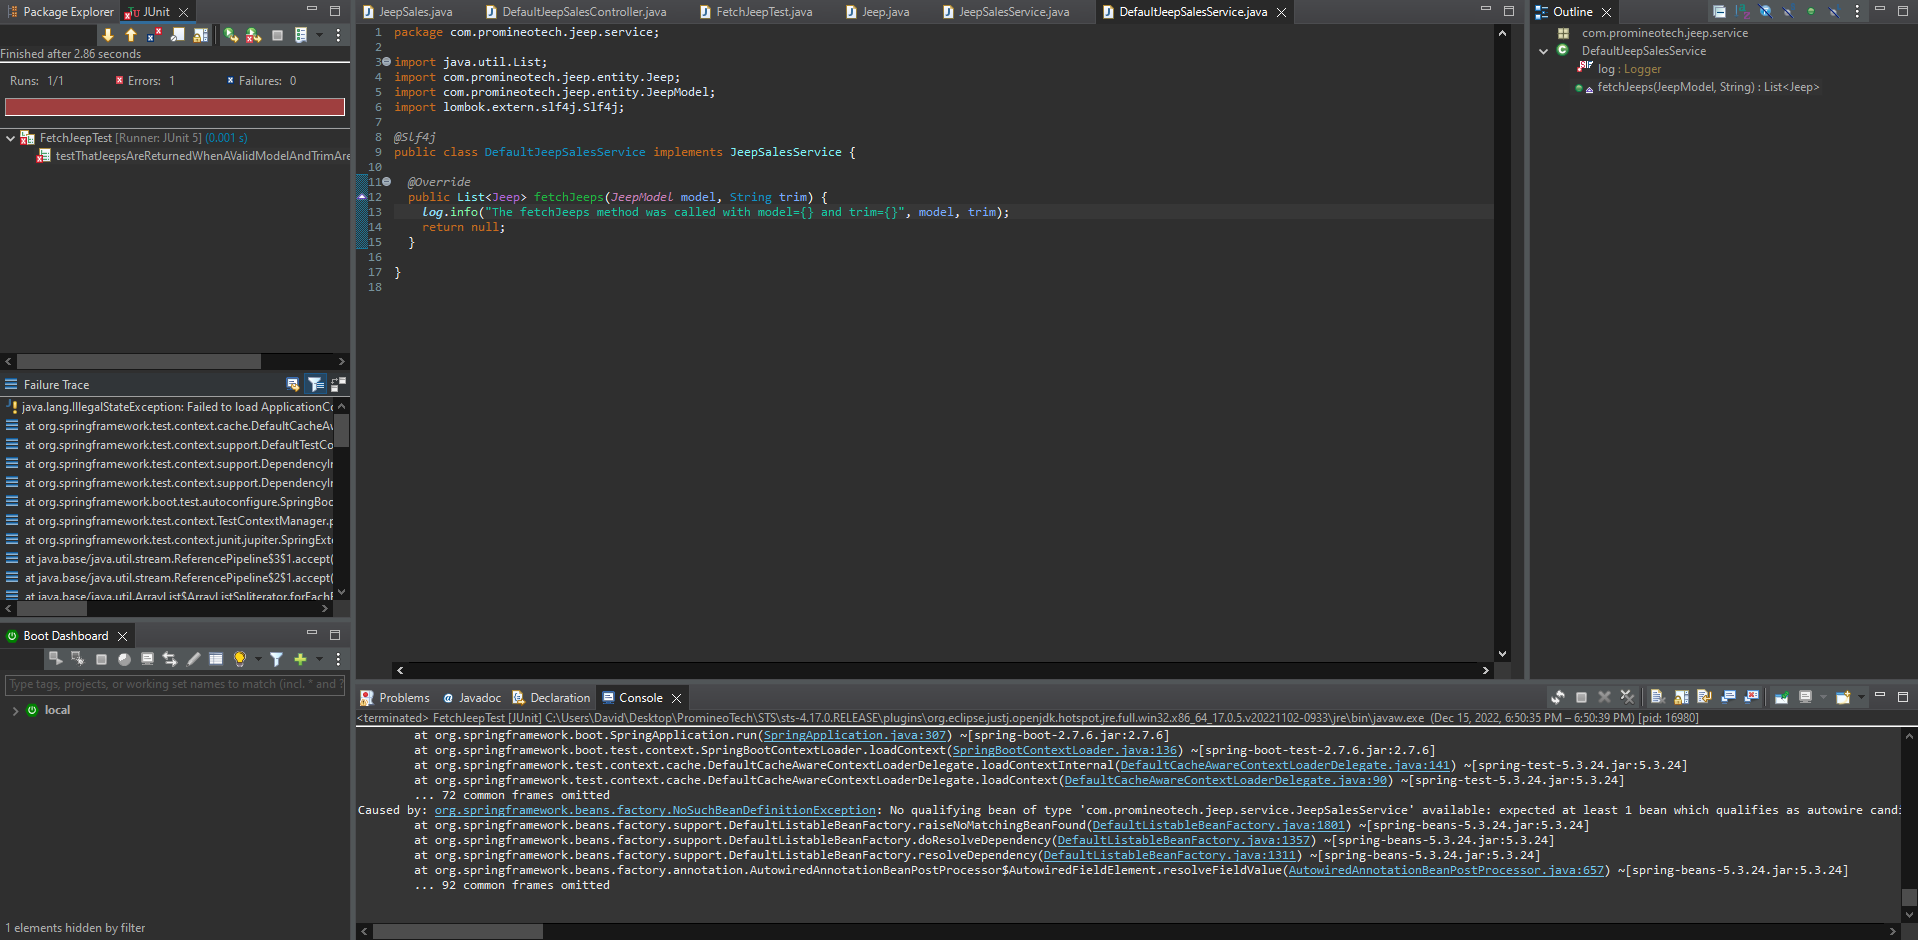 Package Explorer JUnit
Finished after 2.86 seconds
Runs: 1/1 Errors: 1 Failures: 0
FetchJeepTest [Runner: JUnit 5] (0.001 s)
testThatJeepsAreReturnedWhenAValidModelAndTrimAre
Failure Trace
java.lang.IllegalStateException: Failed to load ApplicationCo
at org.springframework.test.context.cache.DefaultCacheAw
at org.springframework.test.context.support.DefaultTestCo
at org.springframework.test.context.support.DependencyIn
at org.springframework.test.context.support.DependencyIn
at org.springframework.boot.test.autoconfigure.SpringBoo
at org.springframework.test.context.TestContextManager.p
at org.springframework.test.context.junit.jupiter.SpringExte
at java.base/java.util.stream.ReferencePipeline$3$1.accept(
at java.base/java.util.stream.ReferencePipeline$2$1.accept(
at java.base/java.util.ArrayList$ArrayListSpliterator.forEachR
Boot Dashboard
Type tags, projects, or working set names to match (incl. * and ?
local
1 elements hidden by filter
JeepSales.java DefaultJeepSalesController.java FetchJeepTest.java Jeep.java JeepSalesService.java DefaultJeepSalesService.java
1 package com.promineotech.jeep.service;
2
3 import java.util.List;
4 import com.promineotech.jeep.entity.Jeep;
5 import com.promineotech.jeep.entity.JeepModel;
6 import lombok.extern.slf4j.Slf4j;
7
8 @Slf4j
9 public class DefaultJeepSalesService implements JeepSalesService {
10
11 @Override
12 public List<Jeep> fetchJeeps(JeepModel model, String trim) {
13 log.info("The fetchJeeps method was called with model={} and trim={}", model, trim);
14 return null;
15 }
16
17 }
18
Outline
com.promineotech.jeep.service
DefaultJeepSalesService
log : Logger
fetchJeeps(JeepModel, String) : List<Jeep>
Problems Javadoc Declaration Console
<terminated> FetchJeepTest [JUnit] C:\Users\David\Desktop\PromineoTech\STS\sts-4.17.0.RELEASE\plugins\org.eclipse.justj.openjdk.hotspot.jre.full.win32.x86_64_17.0.5.v20221102-0933\jre\bin\javaw.exe (Dec 15, 2022, 6:50:35 PM – 6:50:39 PM) [pid: 16980]
at org.springframework.boot.SpringApplication.run(SpringApplication.java:307) ~[spring-boot-2.7.6.jar:2.7.6]
at org.springframework.boot.test.context.SpringBootContextLoader.loadContext(SpringBootContextLoader.java:136) ~[spring-boot-test-2.7.6.jar:2.7.6]
at org.springframework.test.context.cache.DefaultCacheAwareContextLoaderDelegate.loadContextInternal(DefaultCacheAwareContextLoaderDelegate.java:141) ~[spring-test-5.3.24.jar:5.3.24]
at org.springframework.test.context.cache.DefaultCacheAwareContextLoaderDelegate.loadContext(DefaultCacheAwareContextLoaderDelegate.java:90) ~[spring-test-5.3.24.jar:5.3.24]
... 72 common frames omitted
Caused by: org.springframework.beans.factory.NoSuchBeanDefinitionException: No qualifying bean of type 'com.promineotech.jeep.service.JeepSalesService' available: expected at least 1 bean which qualifies as autowire candi
at org.springframework.beans.factory.support.DefaultListableBeanFactory.raiseNoMatchingBeanFound(DefaultListableBeanFactory.java:1801) ~[spring-beans-5.3.24.jar:5.3.24]
at org.springframework.beans.factory.support.DefaultListableBeanFactory.doResolveDependency(DefaultListableBeanFactory.java:1357) ~[spring-beans-5.3.24.jar:5.3.24]
at org.springframework.beans.factory.support.DefaultListableBeanFactory.resolveDependency(DefaultListableBeanFactory.java:1311) ~[spring-beans-5.3.24.jar:5.3.24]
at org.springframework.beans.factory.annotation.AutowiredAnnotationBeanPostProcessor$AutowiredFieldElement.resolveFieldValue(AutowiredAnnotationBeanPostProcessor.java:657) ~[spring-beans-5.3.24.jar:5.3.24]
... 92 common frames omitted